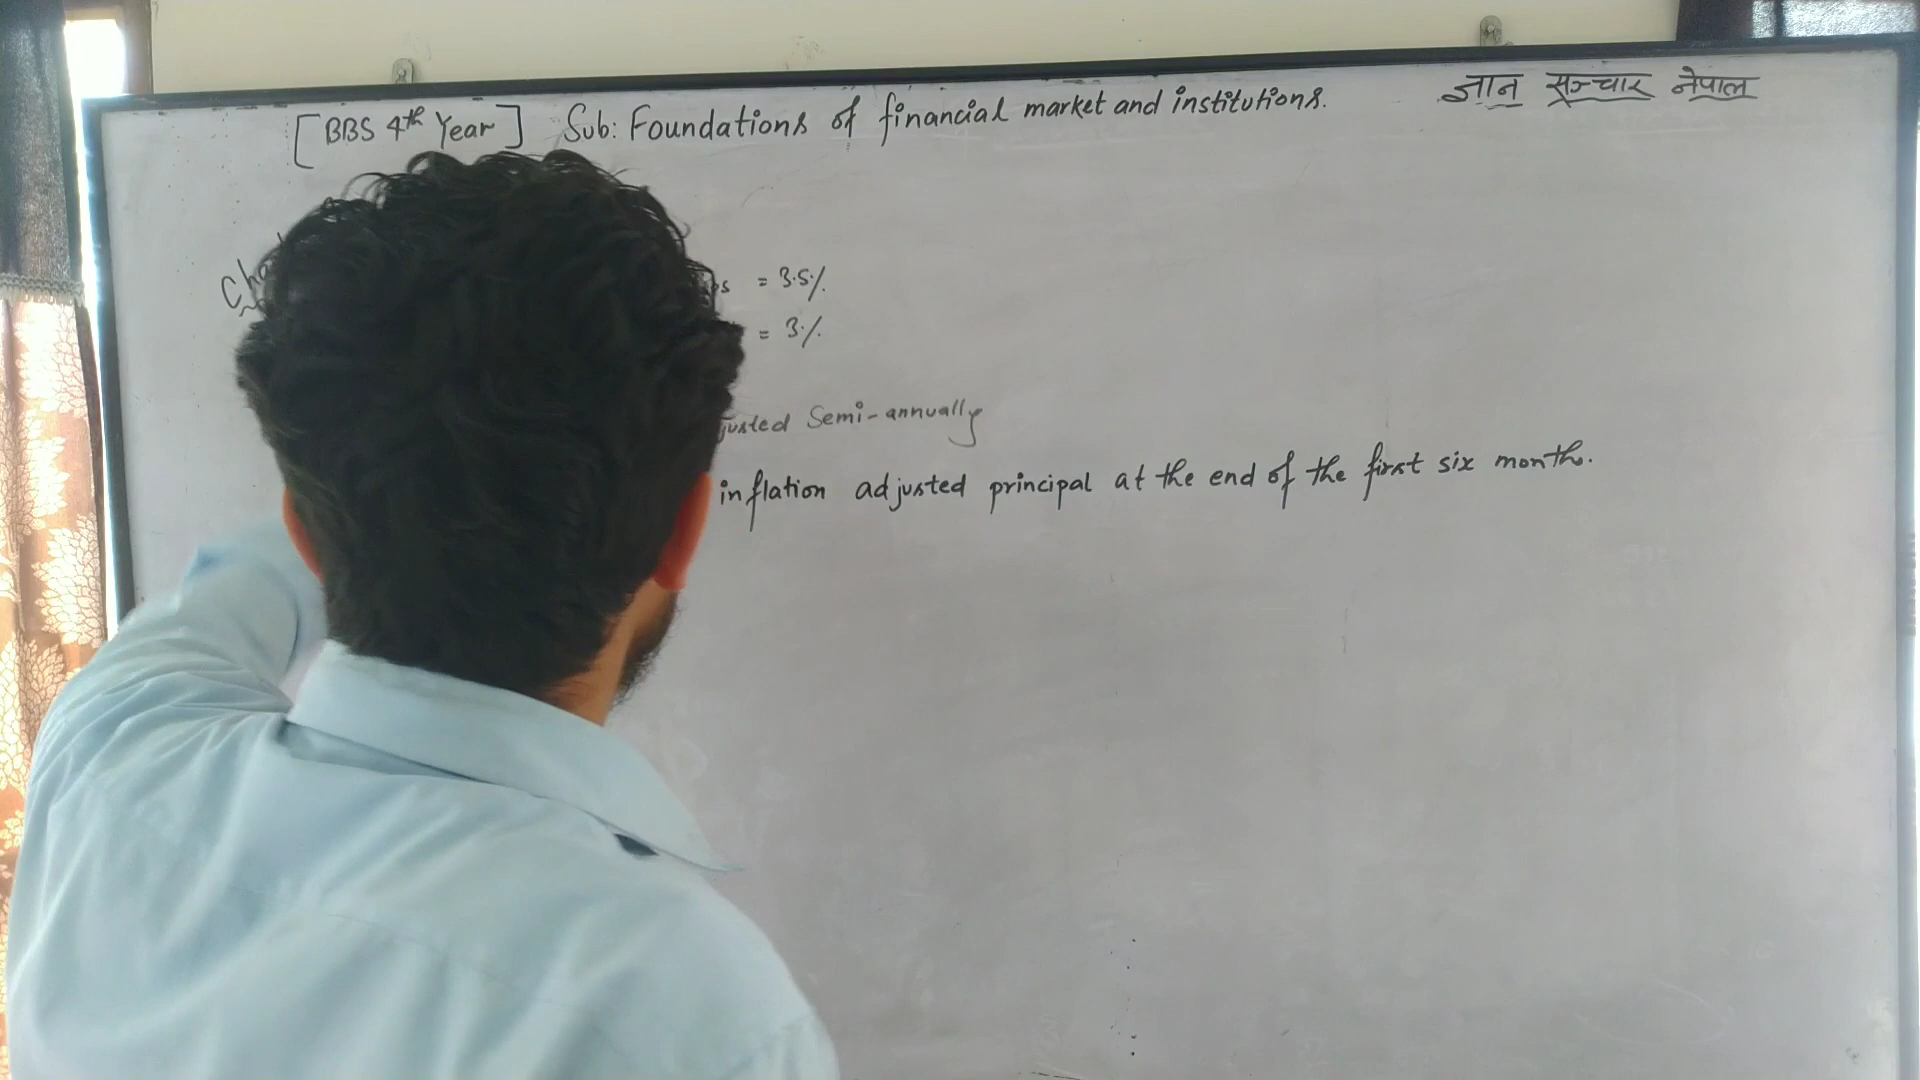 [BBS 4th Year] Sub: Foundations of financial market and institutions.
ज्ञान सञ्चार नेपाल
= 3.5%
= 3%
Semi-annually
inflation adjusted principal at the end of the first six months.